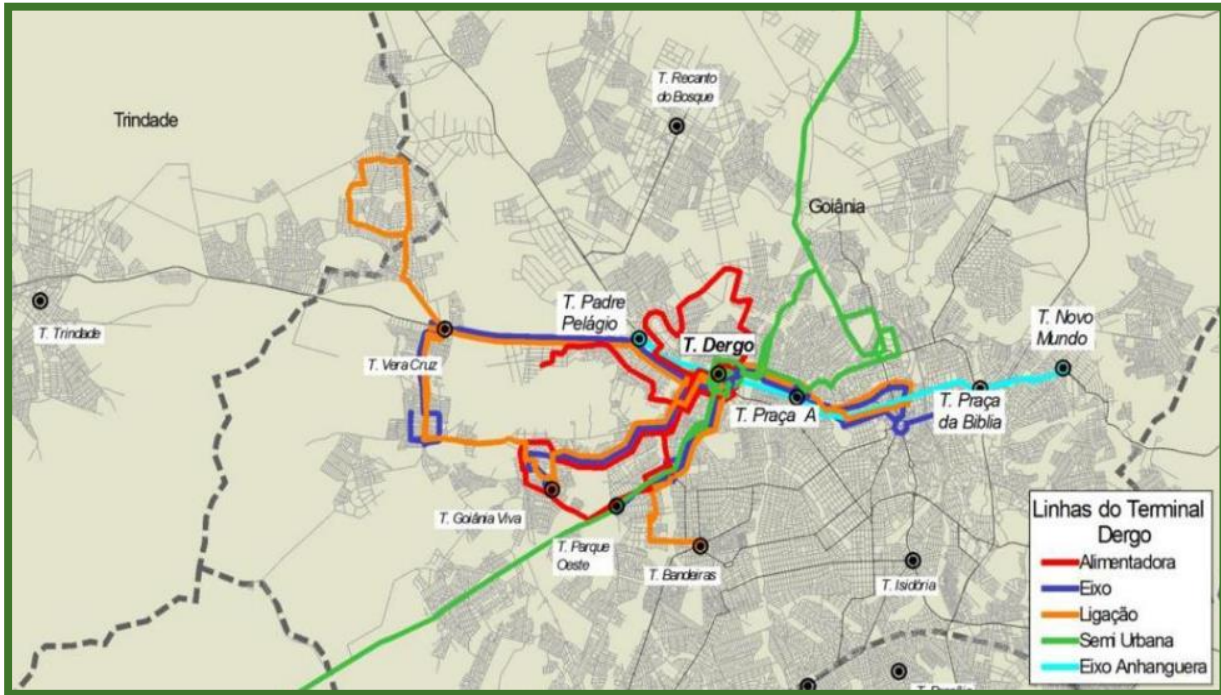 T. Recanto
do Bosque
Trindade
Goiânia
T. Trindade
T. Padre
Pelágio
T. Vera Cruz
T. Dergo
T. Novo
Mundo
T. Praça A
T. Praça
da Biblia
T. Goiânia Viva
T. Parque
Oeste
T. Bandeiras
T. Isidória
Linhas do Terminal
Dergo
Alimentadora
Eixo
Ligação
Semi Urbana
Eixo Anhanguera